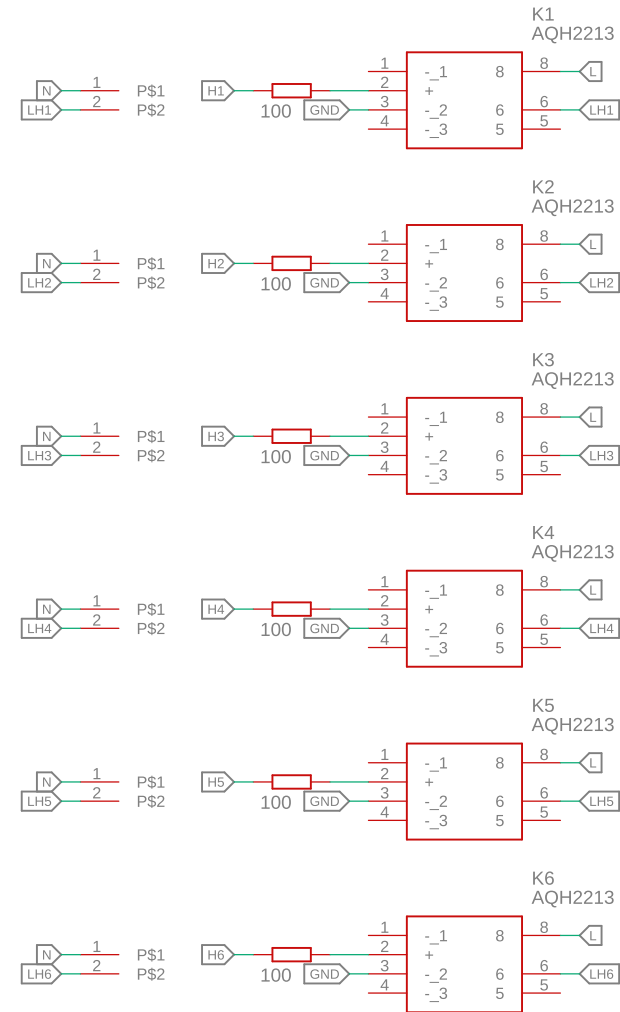 K1
AQH2213
1 -_1 8 8 L
N 1 P$1 H1 2 +
LH1 2 P$2 100 GND 3 -_2 6 6 LH1
4 -_3 5 5
K2
AQH2213
1 -_1 8 8 L
N 1 P$1 H2 2 +
LH2 2 P$2 100 GND 3 -_2 6 6 LH2
4 -_3 5 5
K3
AQH2213
1 -_1 8 8 L
N 1 P$1 H3 2 +
LH3 2 P$2 100 GND 3 -_2 6 6 LH3
4 -_3 5 5
K4
AQH2213
1 -_1 8 8 L
N 1 P$1 H4 2 +
LH4 2 P$2 100 GND 3 -_2 6 6 LH4
4 -_3 5 5
K5
AQH2213
1 -_1 8 8 L
N 1 P$1 H5 2 +
LH5 2 P$2 100 GND 3 -_2 6 6 LH5
4 -_3 5 5
K6
AQH2213
1 -_1 8 8 L
N 1 P$1 H6 2 +
LH6 2 P$2 100 GND 3 -_2 6 6 LH6
4 -_3 5 5